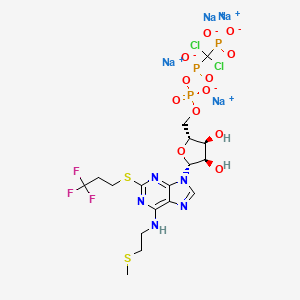 Na⁺ Na⁺
O⁻ O⁻
Cl P
Na⁺ O⁻ O
P Cl
O O
O⁻
O P Na⁺
O
OH
O
OH
S N N
F
F
F N N
N
H
S